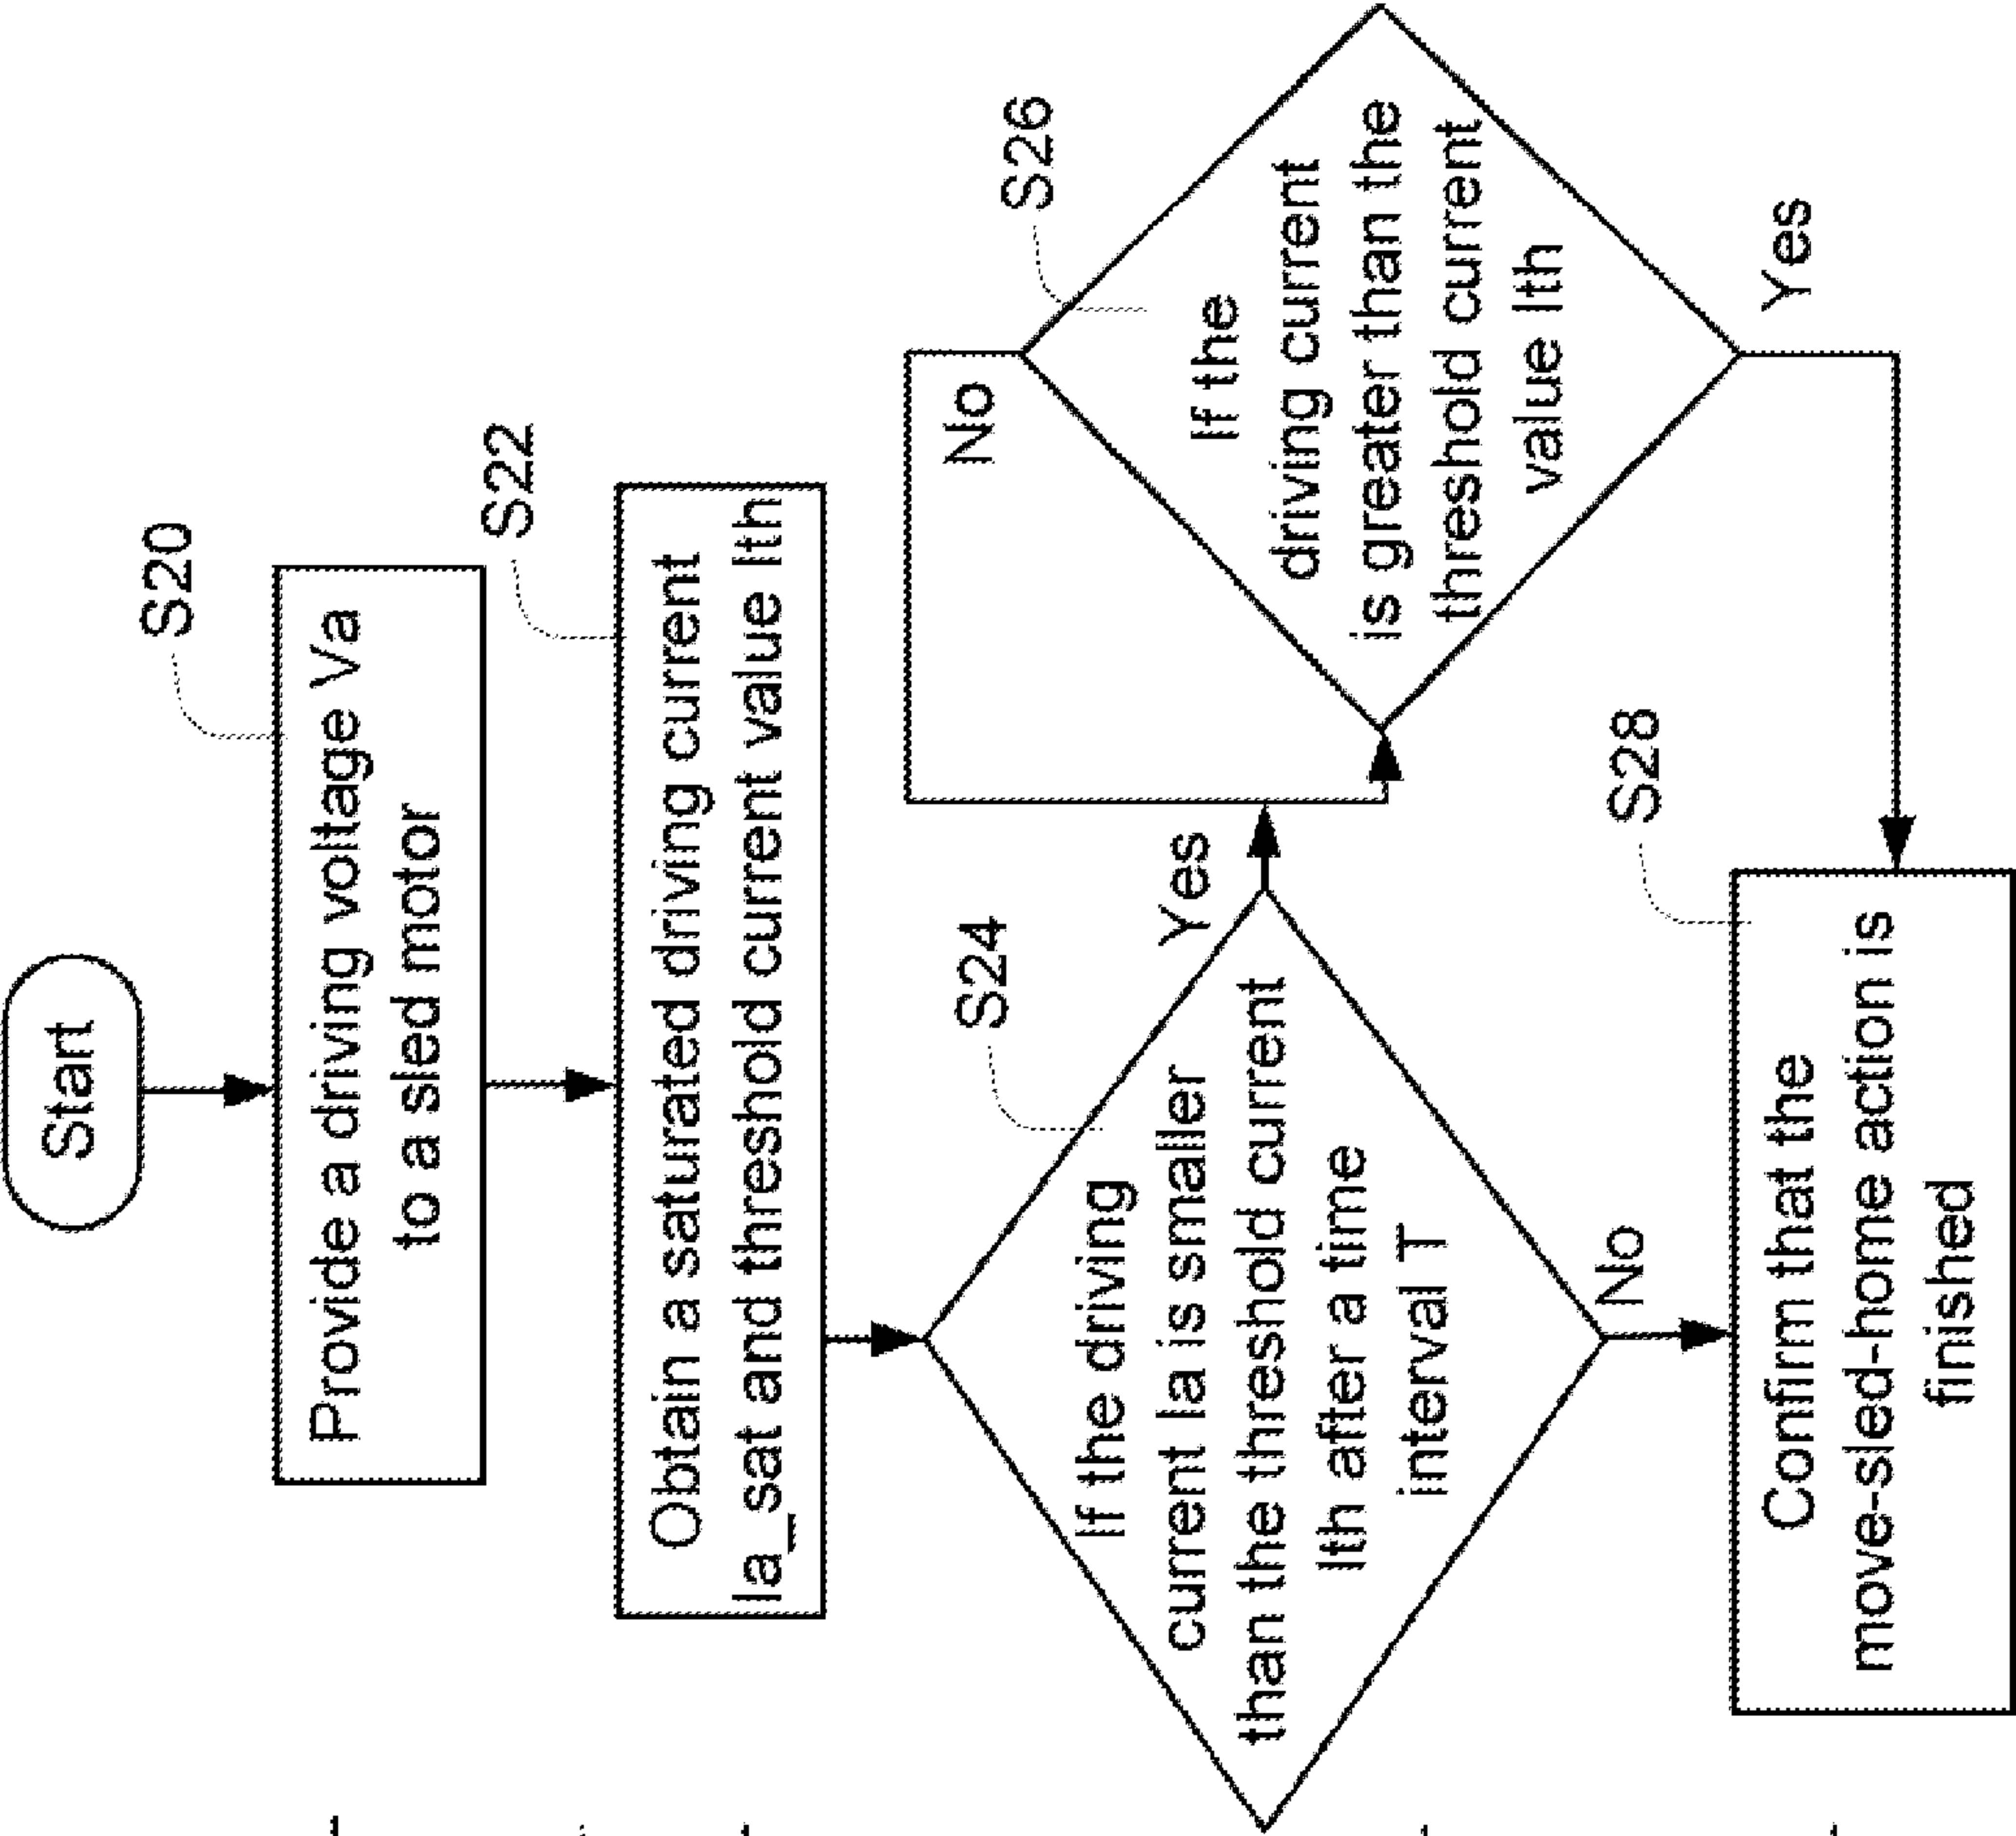 Start
S20
Provide a driving voltage Va
to a sled motor
S22
Obtain a saturated driving current
Ia_sat and threshold current value Ith
S24
If the driving
current Ia is smaller
than the threshold current
Ith after a time
interval T
Yes
No
S26
If the
driving current
is greater than the
threshold current
value Ith
No
Yes
S28
Confirm that the
move-sled-home action is
finished